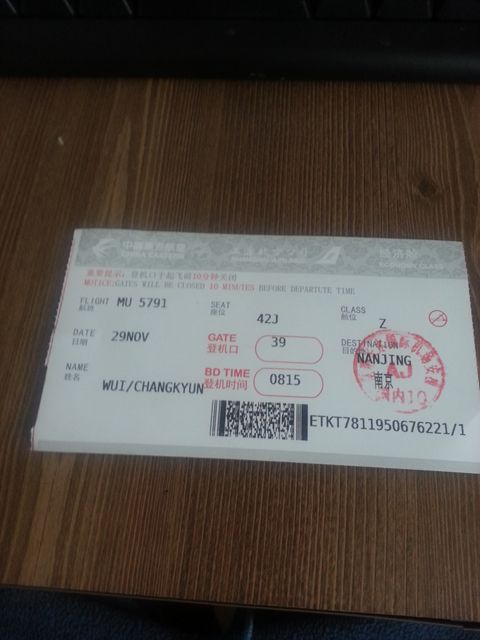 中国东方航空
CHINA EASTERN
经济舱
ECONOMY CLASS
重要提示:登机口于起飞前10分钟关闭
NOTICE:GATES WILL BE CLOSED 10 MINUTES BEFORE DEPARTUTE TIME
FLIGHT MU 5791
航班
SEAT
座位 42J
CLASS
舱位 Z
DATE
日期 29NOV
GATE
登机口 39
DESTINATION
目的地 NANJING
南京
NAME
姓名 WUI/CHANGKYUN
BD TIME
登机时间 0815
ETKT7811950676221/1
AJ